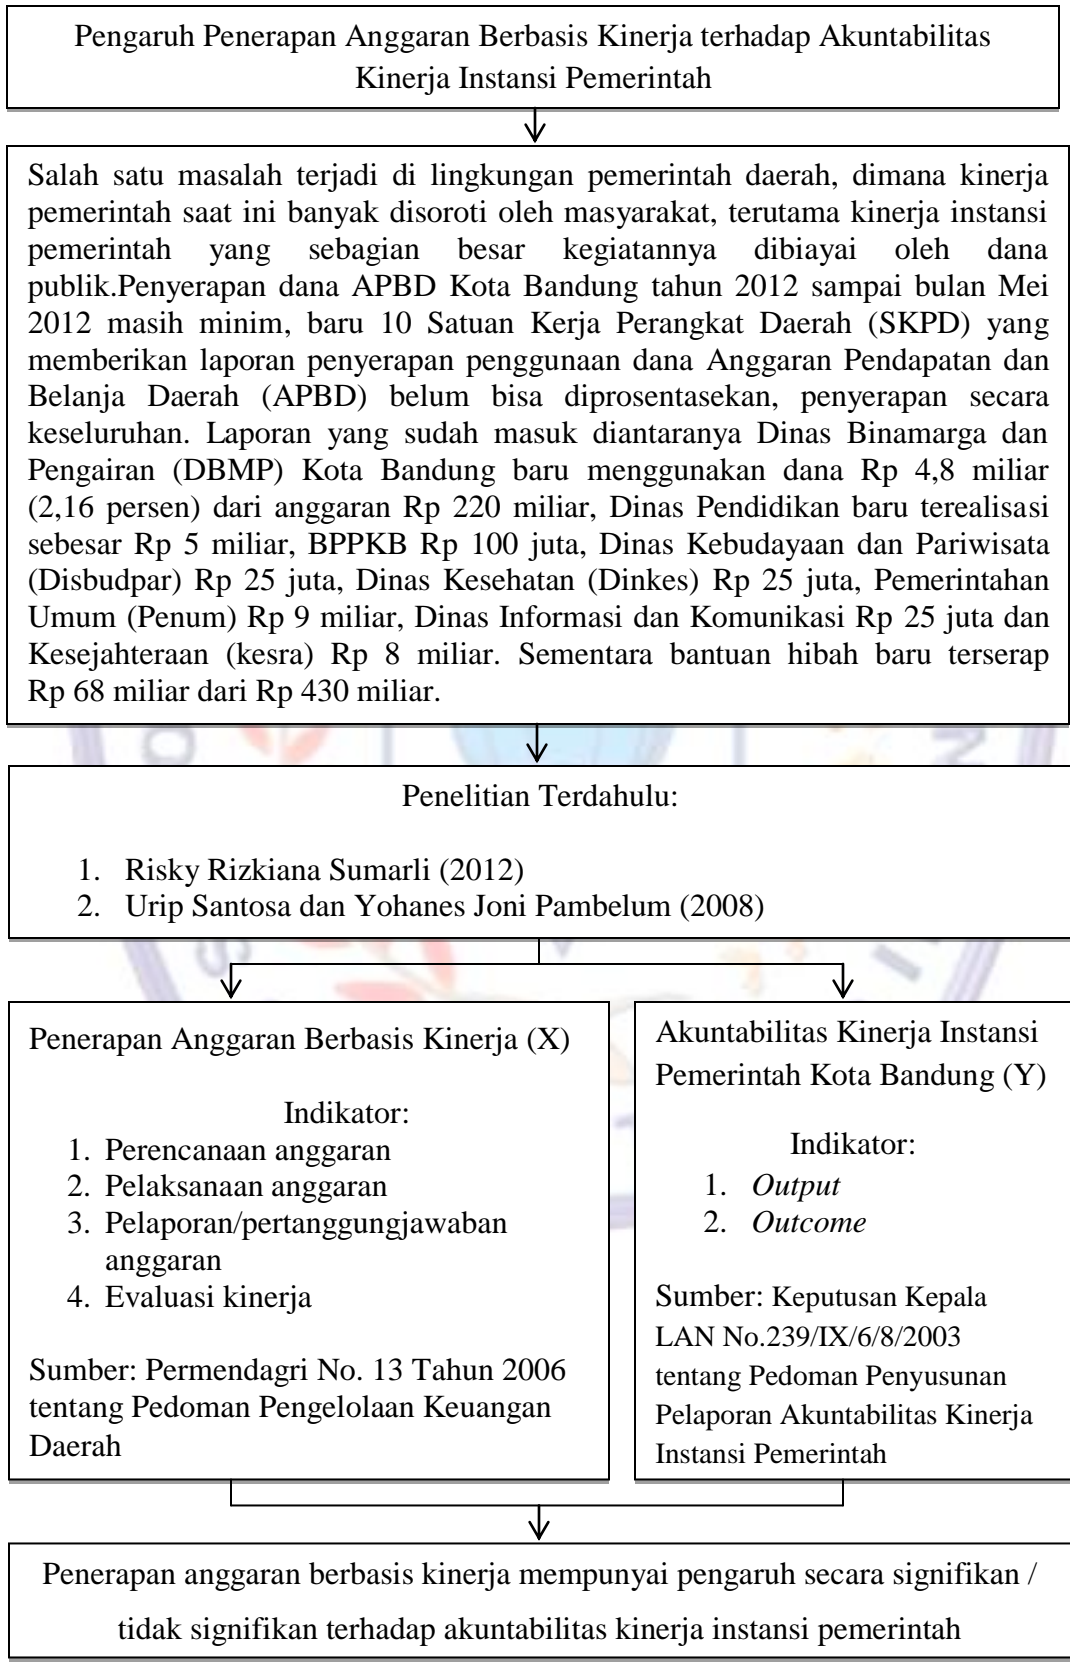 Pengaruh Penerapan Anggaran Berbasis Kinerja terhadap Akuntabilitas
Kinerja Instansi Pemerintah
Salah satu masalah terjadi di lingkungan pemerintah daerah, dimana kinerja
pemerintah saat ini banyak disoroti oleh masyarakat, terutama kinerja instansi
pemerintah yang sebagian besar kegiatannya dibiayai oleh dana
publik.Penyerapan dana APBD Kota Bandung tahun 2012 sampai bulan Mei
2012 masih minim, baru 10 Satuan Kerja Perangkat Daerah (SKPD) yang
memberikan laporan penyerapan penggunaan dana Anggaran Pendapatan dan
Belanja Daerah (APBD) belum bisa diprosentasekan, penyerapan secara
keseluruhan. Laporan yang sudah masuk diantaranya Dinas Binamarga dan
Pengairan (DBMP) Kota Bandung baru menggunakan dana Rp 4,8 miliar
(2,16 persen) dari anggaran Rp 220 miliar, Dinas Pendidikan baru terealisasi
sebesar Rp 5 miliar, BPPKB Rp 100 juta, Dinas Kebudayaan dan Pariwisata
(Disbudpar) Rp 25 juta, Dinas Kesehatan (Dinkes) Rp 25 juta, Pemerintahan
Umum (Penum) Rp 9 miliar, Dinas Informasi dan Komunikasi Rp 25 juta dan
Kesejahteraan (kesra) Rp 8 miliar. Sementara bantuan hibah baru terserap
Rp 68 miliar dari Rp 430 miliar.
Penelitian Terdahulu:
1. Risky Rizkiana Sumarli (2012)
2. Urip Santosa dan Yohanes Joni Pambelum (2008)
Penerapan Anggaran Berbasis Kinerja (X)
Indikator:
1. Perencanaan anggaran
2. Pelaksanaan anggaran
3. Pelaporan/pertanggungjawaban
anggaran
4. Evaluasi kinerja
Sumber: Permendagri No. 13 Tahun 2006
tentang Pedoman Pengelolaan Keuangan
Daerah
Akuntabilitas Kinerja Instansi
Pemerintah Kota Bandung (Y)
Indikator:
1. Output
2. Outcome
Sumber: Keputusan Kepala
LAN No.239/IX/6/8/2003
tentang Pedoman Penyusunan
Pelaporan Akuntabilitas Kinerja
Instansi Pemerintah
Penerapan anggaran berbasis kinerja mempunyai pengaruh secara signifikan /
tidak signifikan terhadap akuntabilitas kinerja instansi pemerintah